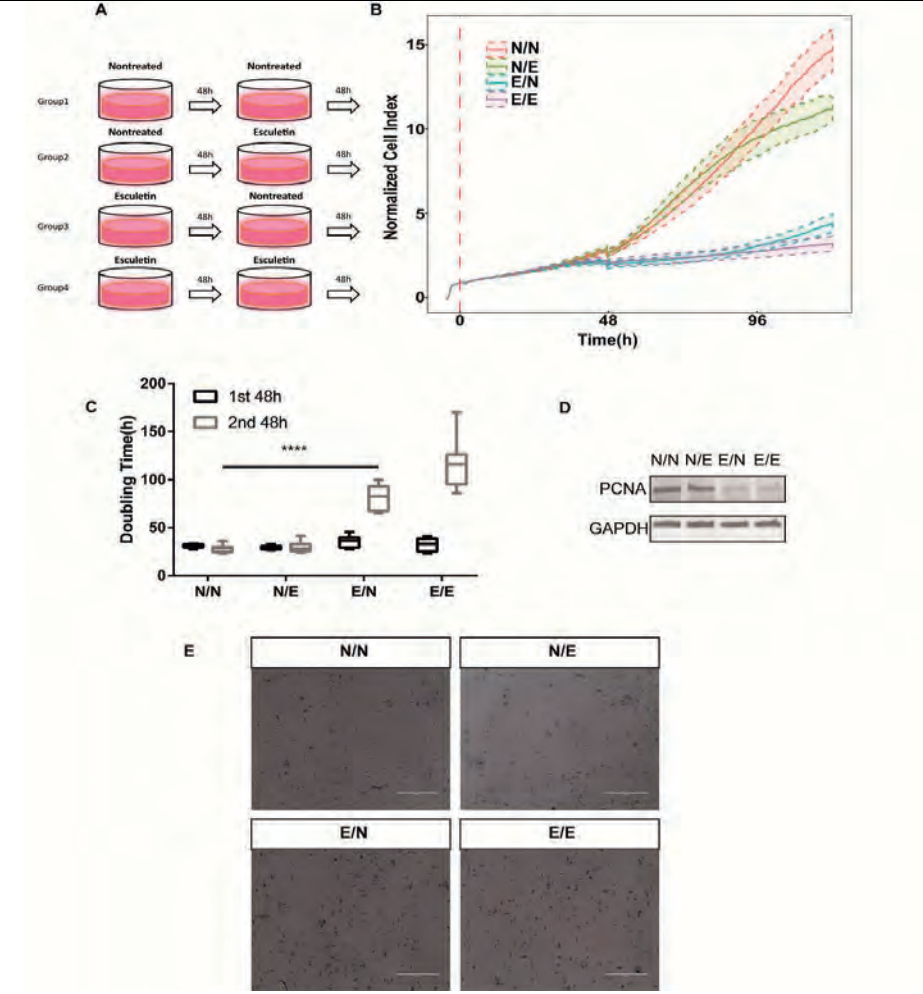 A
Nontreated Nontreated
Group1 48h 48h
Nontreated Esculetin
Group2 48h 48h
Esculetin Nontreated
Group3 48h 48h
Esculetin Esculetin
Group4 48h 48h
B
Normalized Cell Index
15
10
5
0
N/N
N/E
E/N
E/E
0 48 96
Time(h)
C
Doubling Time(h)
200
150
100
50
0
1st 48h
2nd 48h
****
N/N N/E E/N E/E
D
N/N N/E E/N E/E
PCNA
GAPDH
E
N/N N/E
E/N E/E